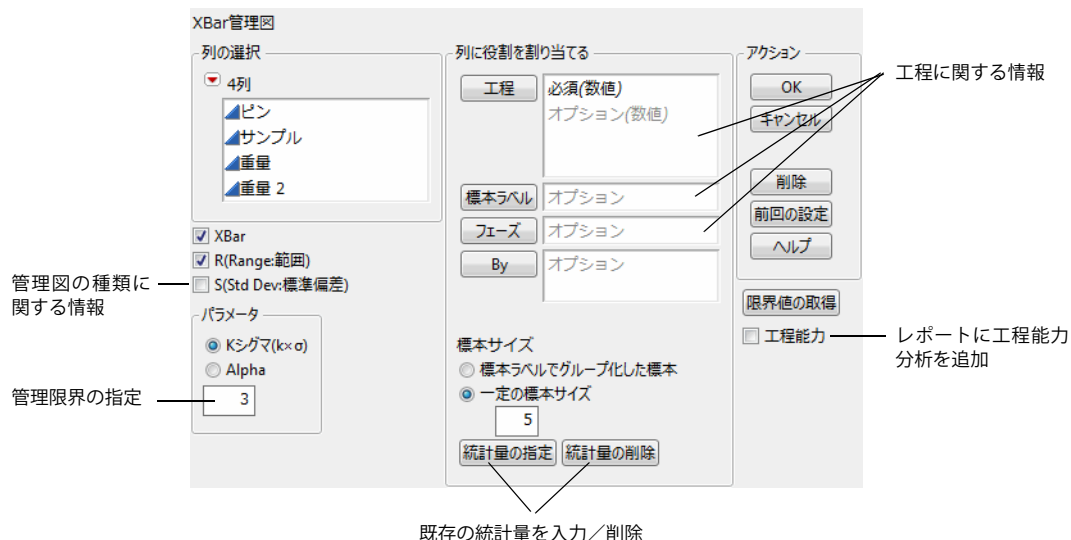 XBar管理図
列の選択
4列
ピン
サンプル
重量
重量 2
XBar
R(Range:範囲)
S(Std Dev:標準偏差)
管理図の種類に
関する情報
パラメータ
Kシグマ(k×σ)
Alpha
3
管理限界の指定
列に役割を割り当てる
工程
必須(数値)
オプション(数値)
標本ラベル
オプション
フェーズ
オプション
By
オプション
標本サイズ
標本ラベルでグループ化した標本
一定の標本サイズ
5
統計量の指定
統計量の削除
既存の統計量を入力／削除
アクション
OK
キャンセル
削除
前回の設定
ヘルプ
限界値の取得
工程能力
工程に関する情報
レポートに工程能力
分析を追加